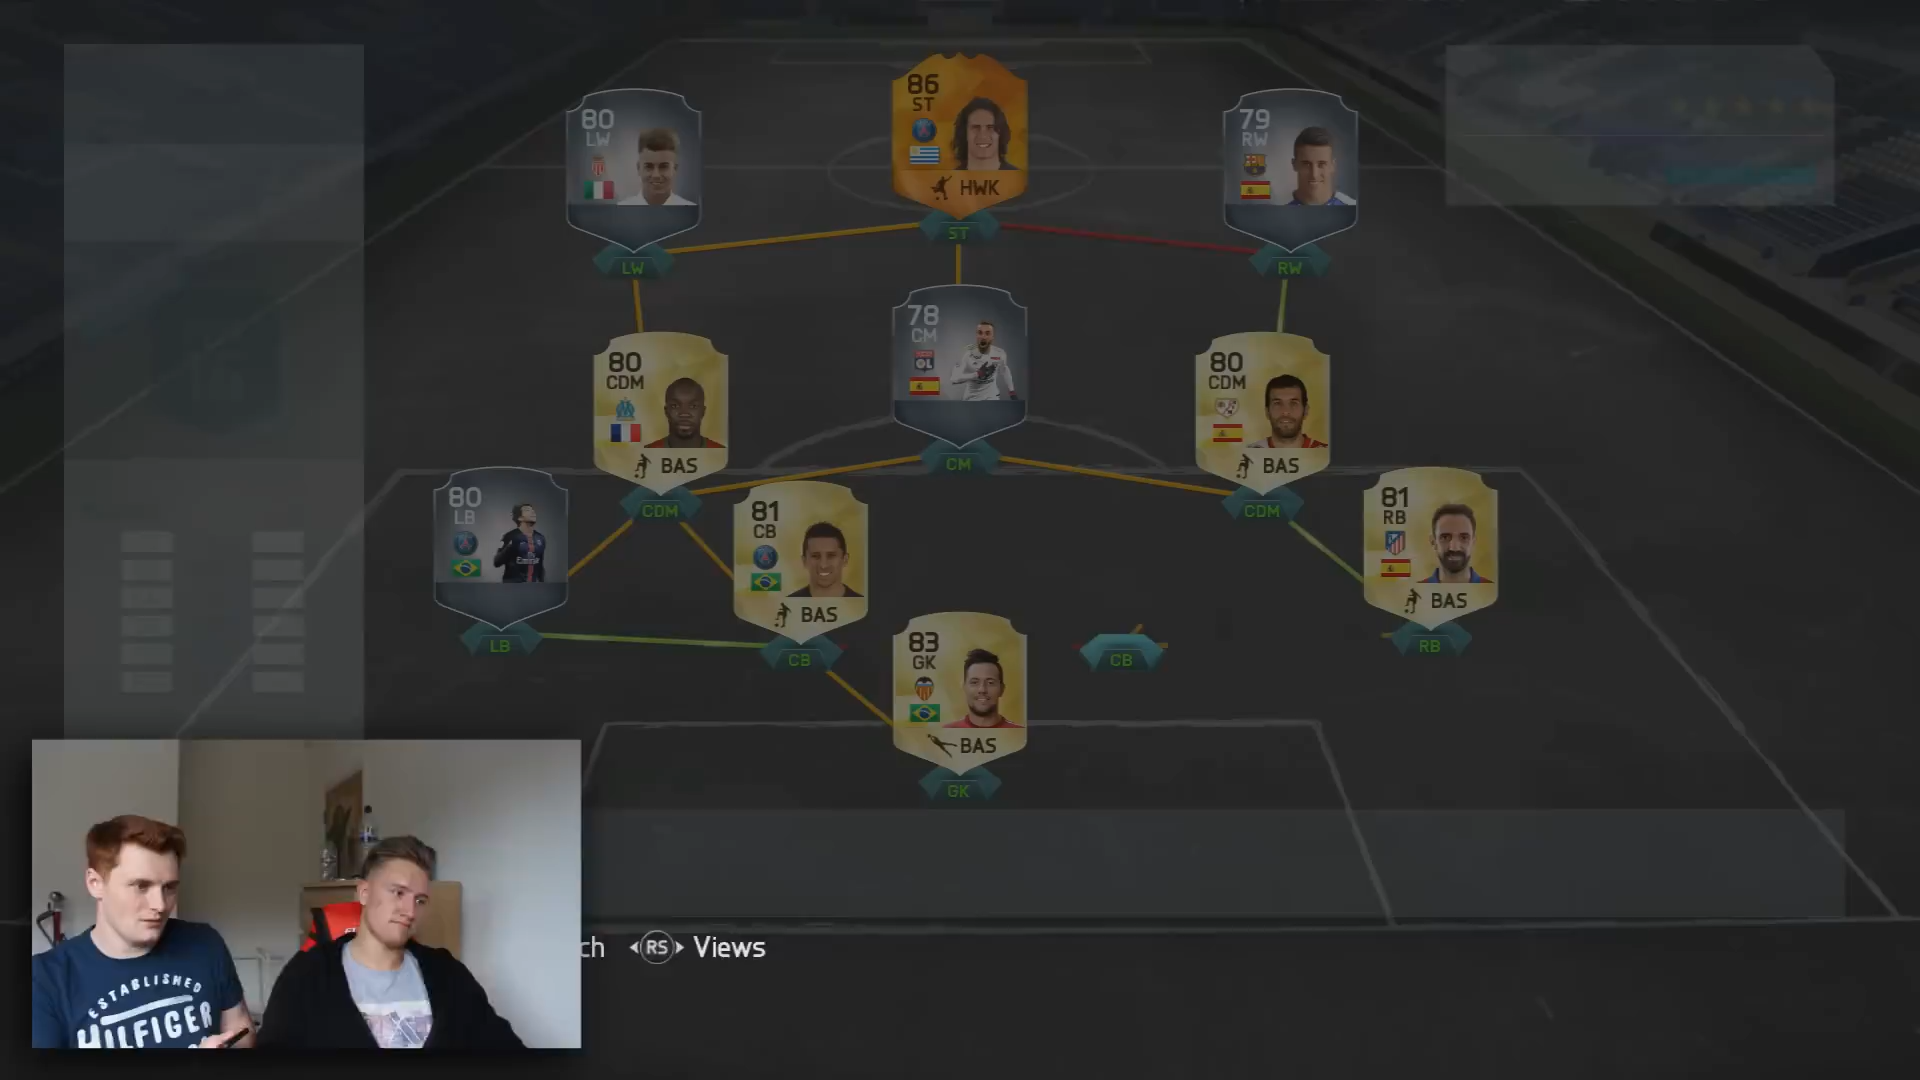 86
ST
HWK
ST
80
LW
LW
79
RW
RW
78
CM
CM
80
CDM
BAS
CDM
80
CDM
BAS
CDM
80
LB
LB
81
CB
BAS
CB
83
GK
BAS
GK
CB
81
RB
BAS
RB
ch RS Views
ESTABLISHED
HILFIGER